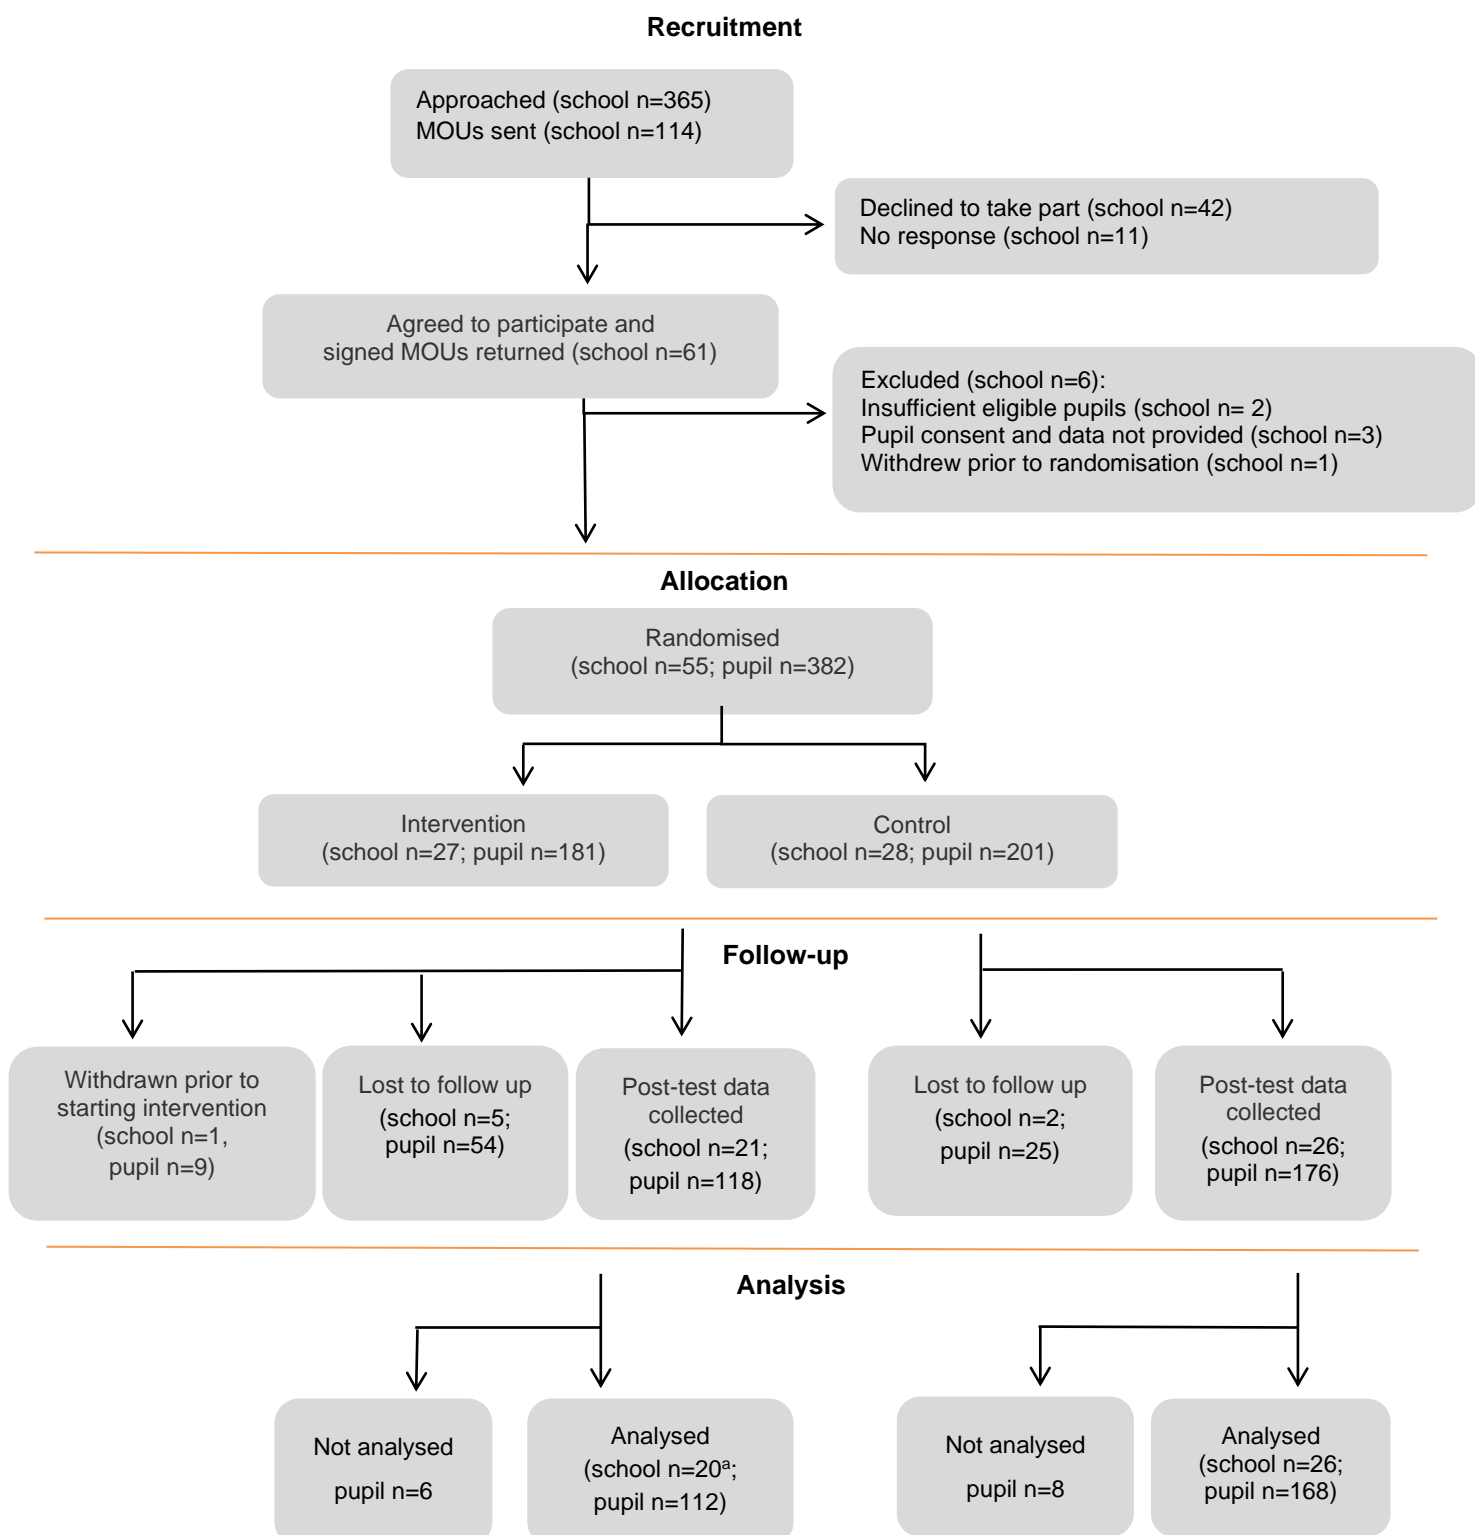 Recruitment
Approached (school n=365)
MOUs sent (school n=114)
Declined to take part (school n=42)
No response (school n=11)
Agreed to participate and
signed MOUs returned (school n=61)
Excluded (school n=6):
Insufficient eligible pupils (school n= 2)
Pupil consent and data not provided (school n=3)
Withdrew prior to randomisation (school n=1)
Allocation
Randomised
(school n=55; pupil n=382)
Intervention
(school n=27; pupil n=181)
Control
(school n=28; pupil n=201)
Follow-up
Withdrawn prior to
starting intervention
(school n=1,
pupil n=9)
Lost to follow up
(school n=5;
pupil n=54)
Post-test data
collected
(school n=21;
pupil n=118)
Lost to follow up
(school n=2;
pupil n=25)
Post-test data
collected
(school n=26;
pupil n=176)
Analysis
Not analysed
pupil n=6
Analysed
(school n=20ᵃ;
pupil n=112)
Not analysed
pupil n=8
Analysed
(school n=26;
pupil n=168)